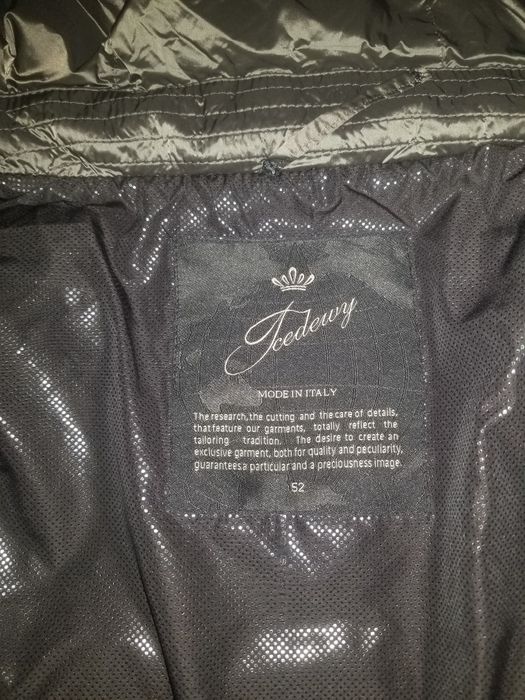 Icedewy
MODE IN ITALY
The research, the cutting and the care of details,
that feature our garments, totally reflect the
tailoring tradition. The desire to create an
exclusive garment, both for quality and peculiarity,
guarantees a particular and a preciousness image.
52